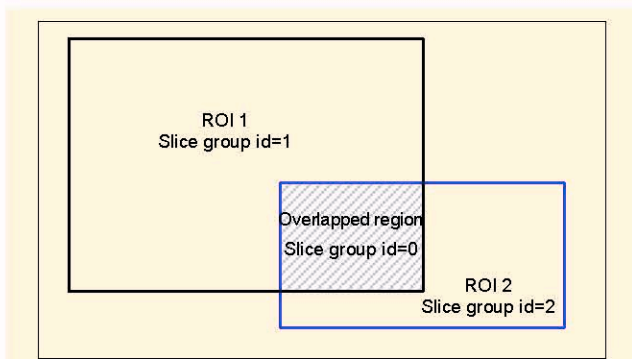 ROI 1
Slice group id=1
Overlapped region
Slice group id=0
ROI 2
Slice group id=2